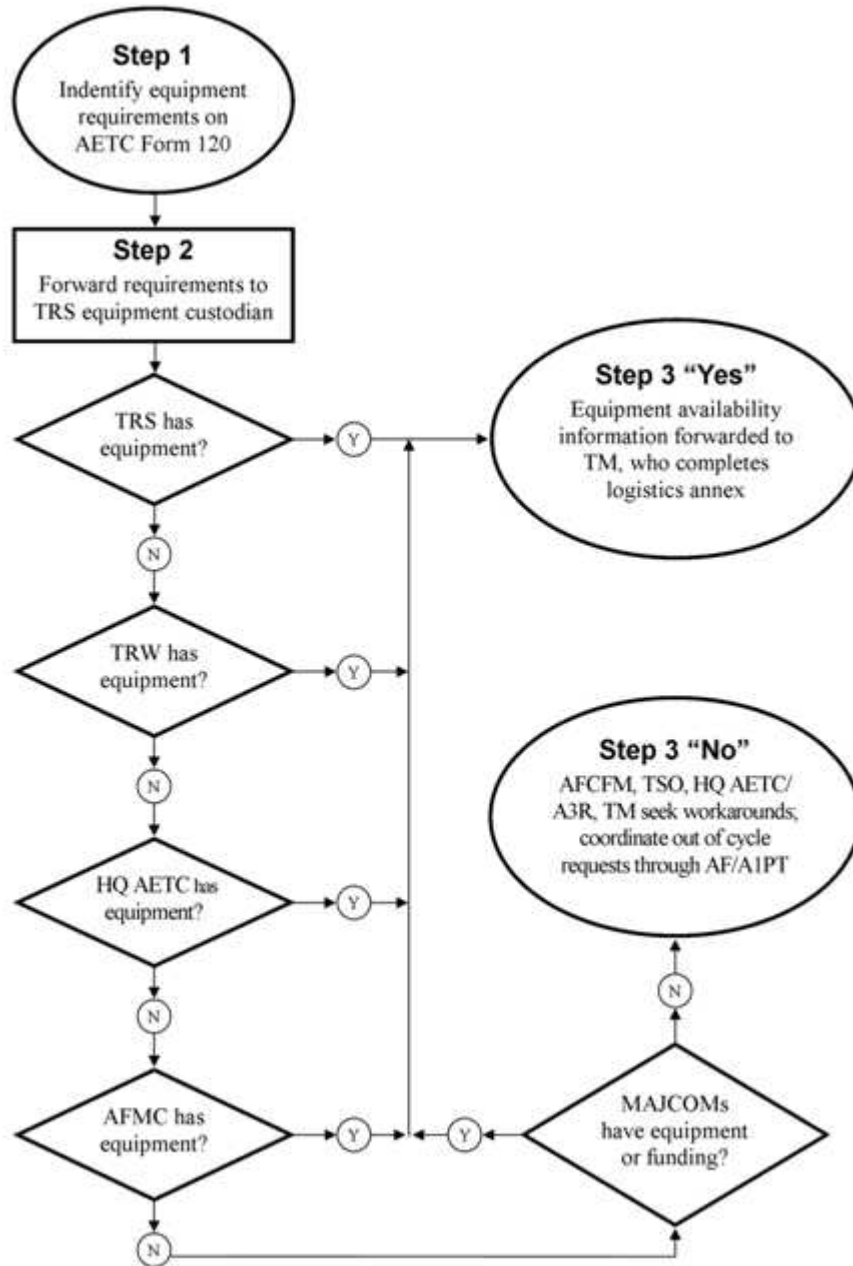 Step 1
Indentify equipment
requirements on
AETC Form 120
Step 2
Forward requirements to
TRS equipment custodian
TRS has
equipment?
Y
Step 3 “Yes”
Equipment availability
information forwarded to
TM, who completes
logistics annex
N
TRW has
equipment?
Y
N
HQ AETC has
equipment?
Y
Step 3 “No”
AFCFM, TSO, HQ AETC/
A3R, TM seek workarounds;
coordinate out of cycle
requests through AF/A1PT
N
N
AFMC has
equipment?
Y
Y
MAJCOMs
have equipment
or funding?
N